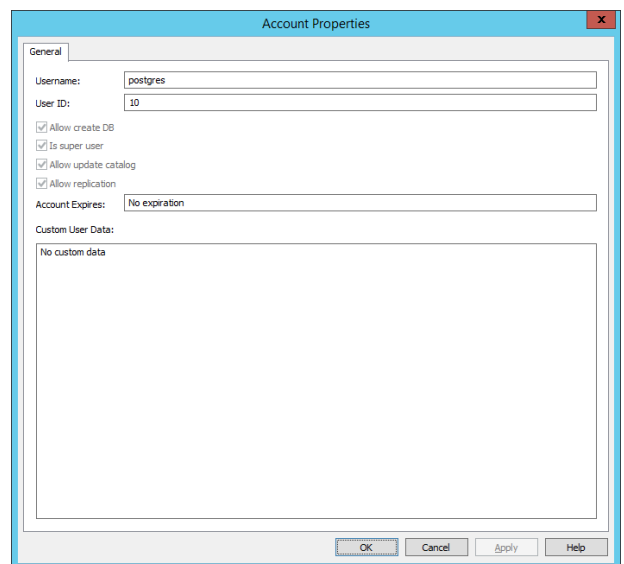 Account Properties
x
General
Username: postgres
User ID: 10
Allow create DB
Is super user
Allow update catalog
Allow replication
Account Expires: No expiration
Custom User Data:
No custom data
OK Cancel Apply Help